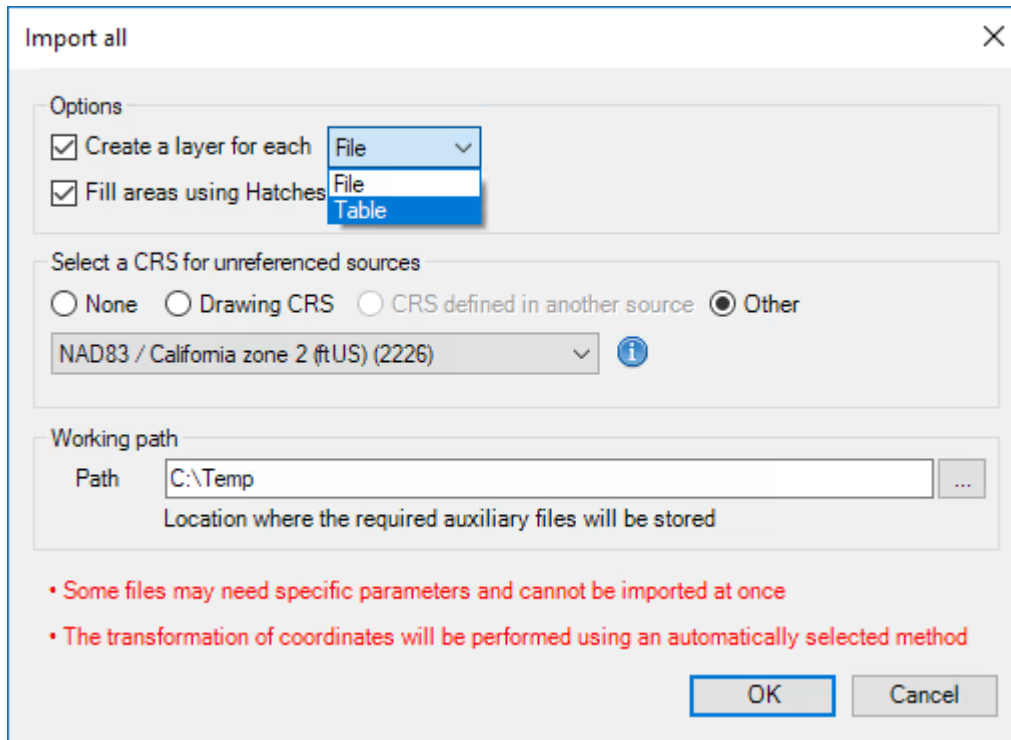 Import all
Options
Create a layer for each File
File
Fill areas using Hatches
Table
Select a CRS for unreferenced sources
None Drawing CRS CRS defined in another source Other
NAD83 / California zone 2 (ftUS) (2226)
i
Working path
Path C:\Temp ...
Location where the required auxiliary files will be stored
• Some files may need specific parameters and cannot be imported at once
• The transformation of coordinates will be performed using an automatically selected method
OK Cancel